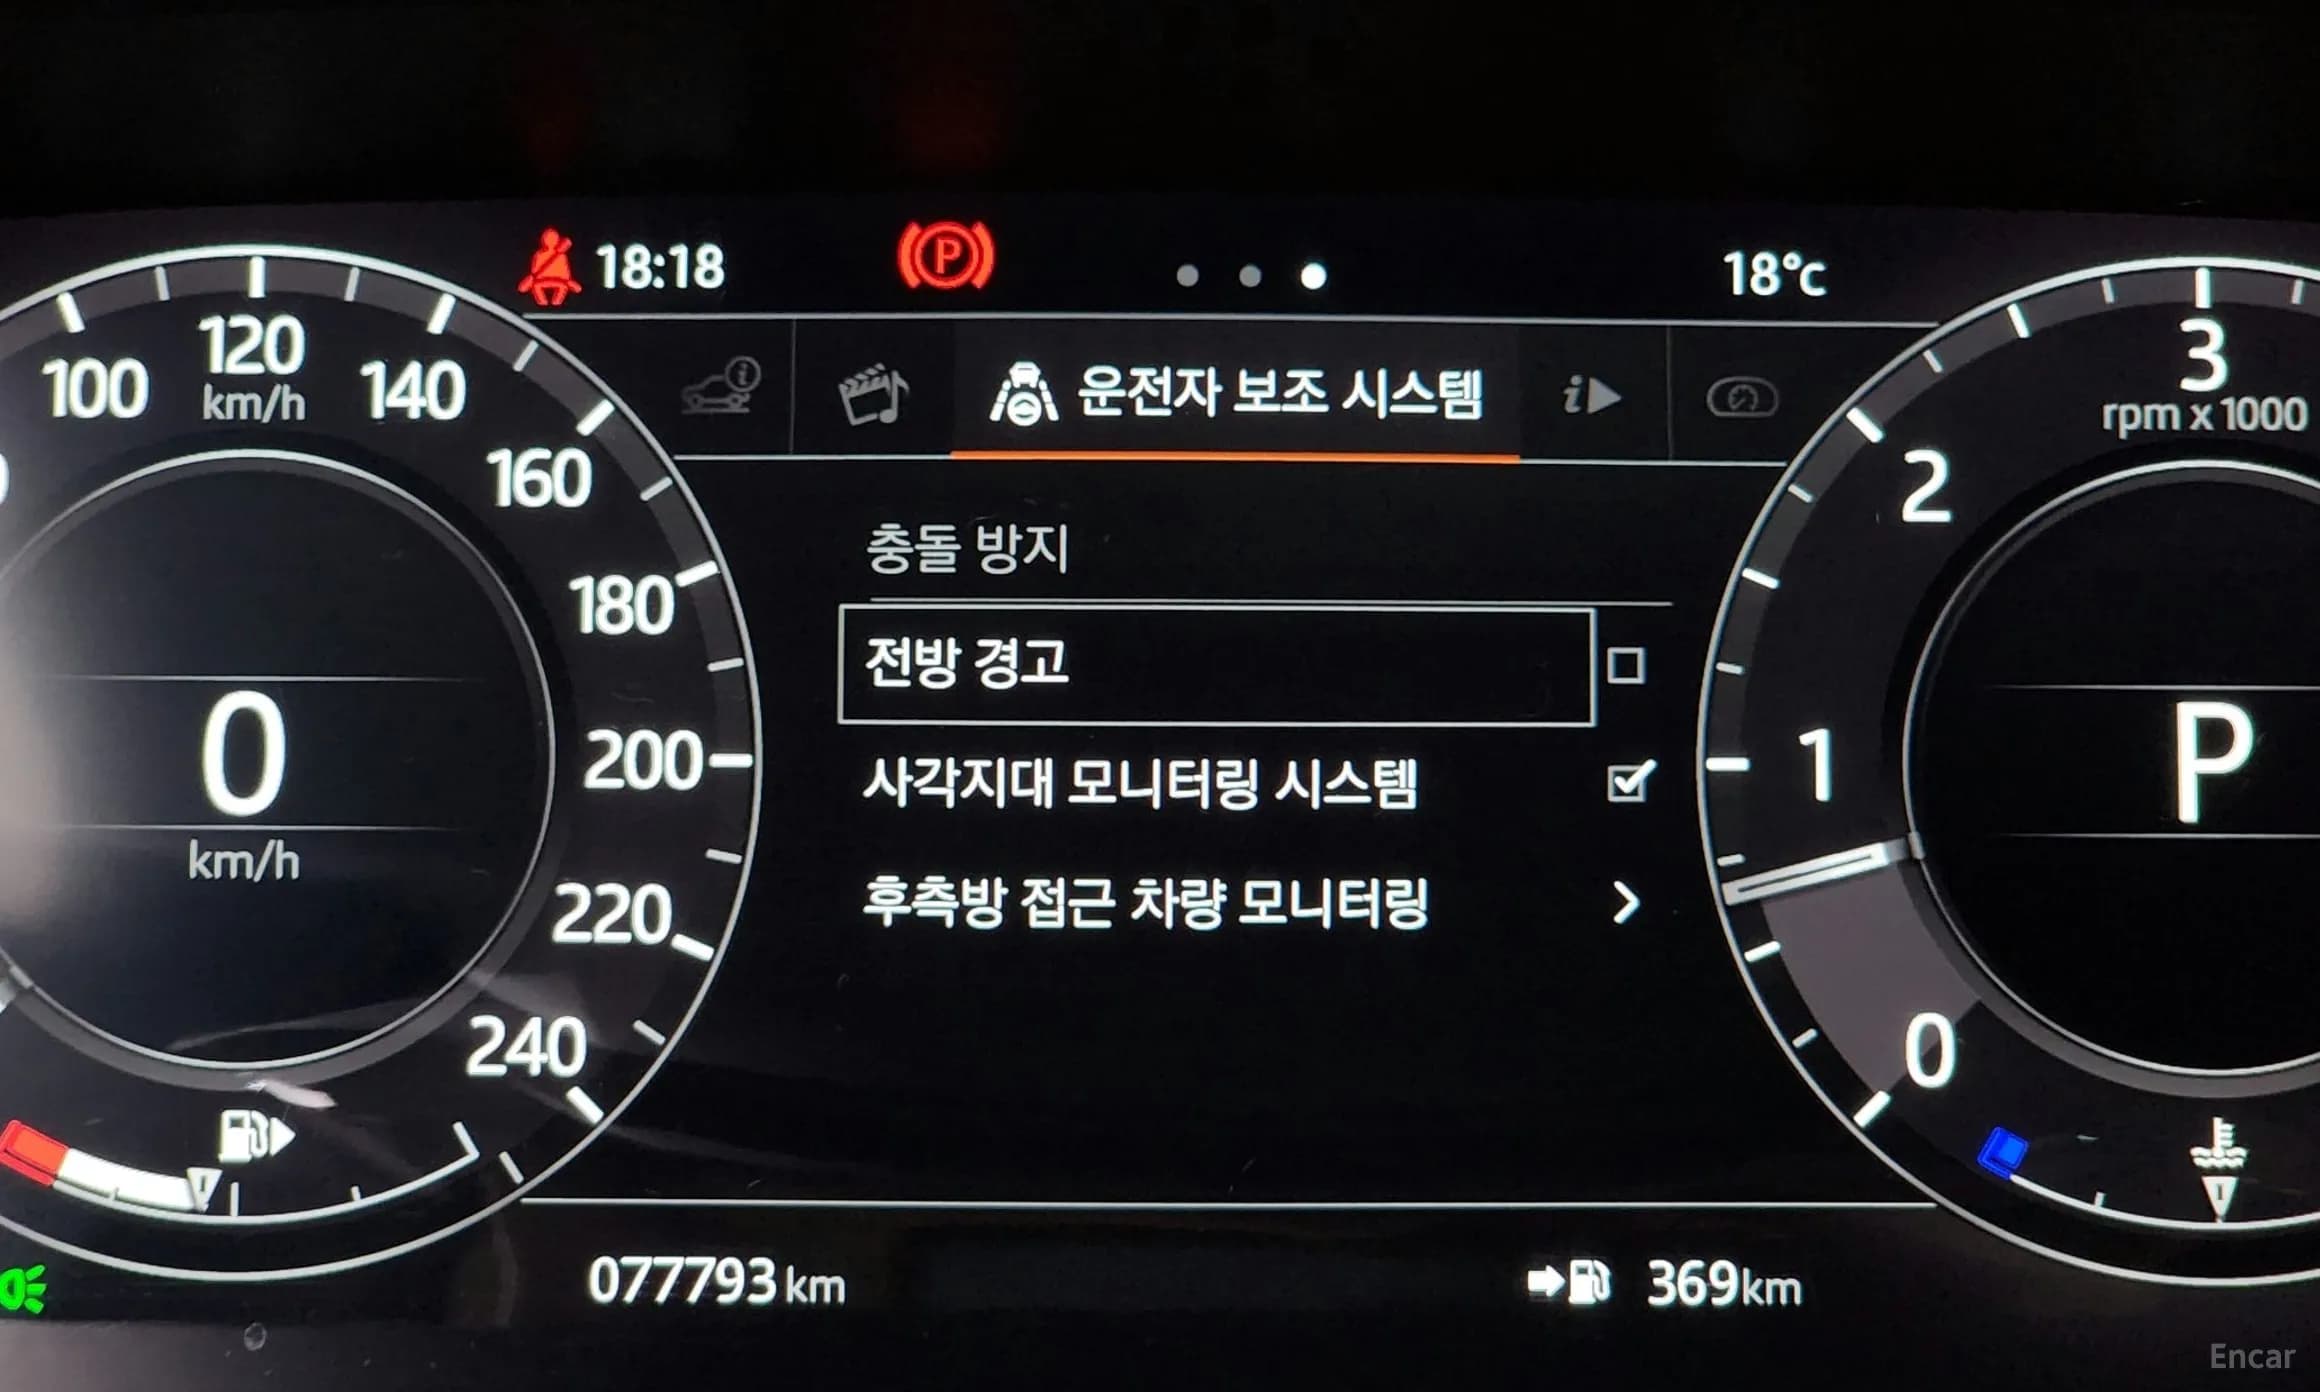 18:18
18°C
운전자 보조 시스템
충돌 방지
전방 경고
사각지대 모니터링 시스템
후측방 접근 차량 모니터링
100
120
km/h
140
160
180
200
220
240
0
km/h
3
rpm x 1000
2
1
0
P
077793 km
369km
Encar